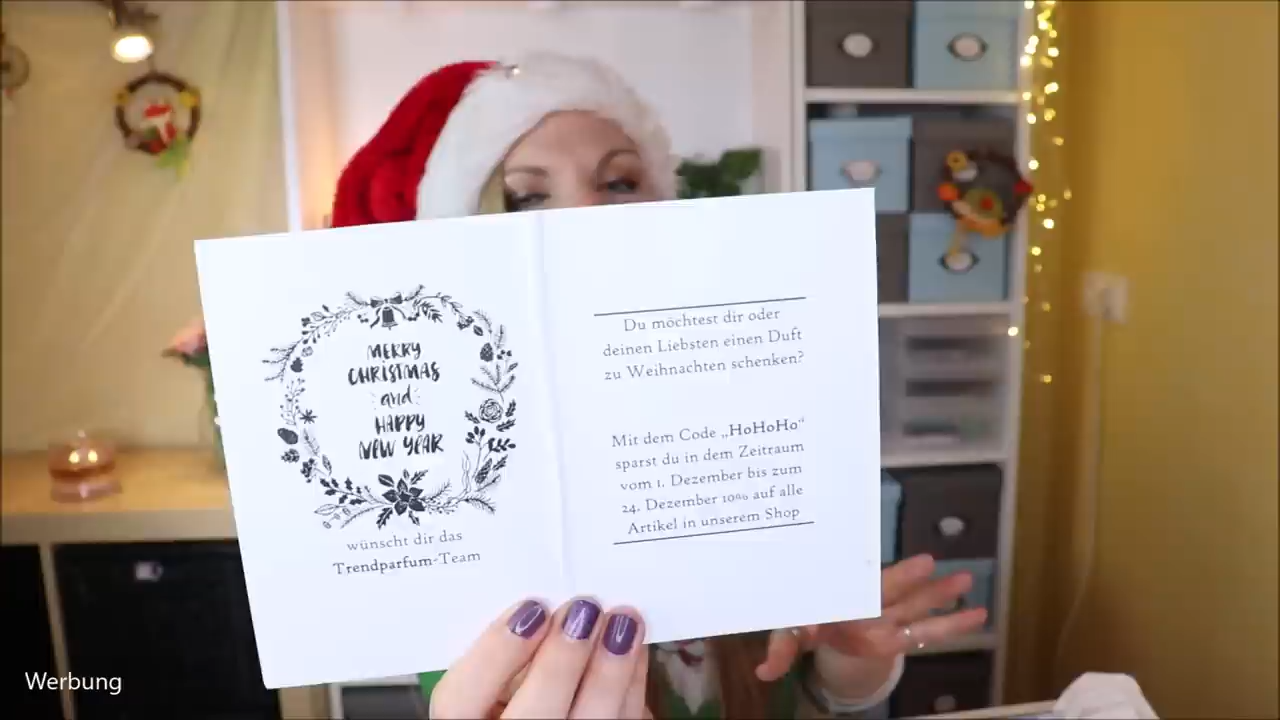 MERRY
CHRISTMAS
and
HAPPY
NEW YEAR
wünscht dir das
Trendparfum-Team
Du möchtest dir oder
deinen Liebsten einen Duft
zu Weihnachten schenken?
Mit dem Code „HoHoHo“
sparst du in dem Zeitraum
vom 1. Dezember bis zum
24. Dezember 10% auf alle
Artikel in unserem Shop
Werbung